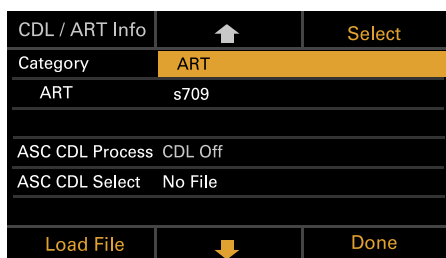 CDL / ART Info Select
Category ART
ART s709
ASC CDL Process CDL Off
ASC CDL Select No File
Load File Done